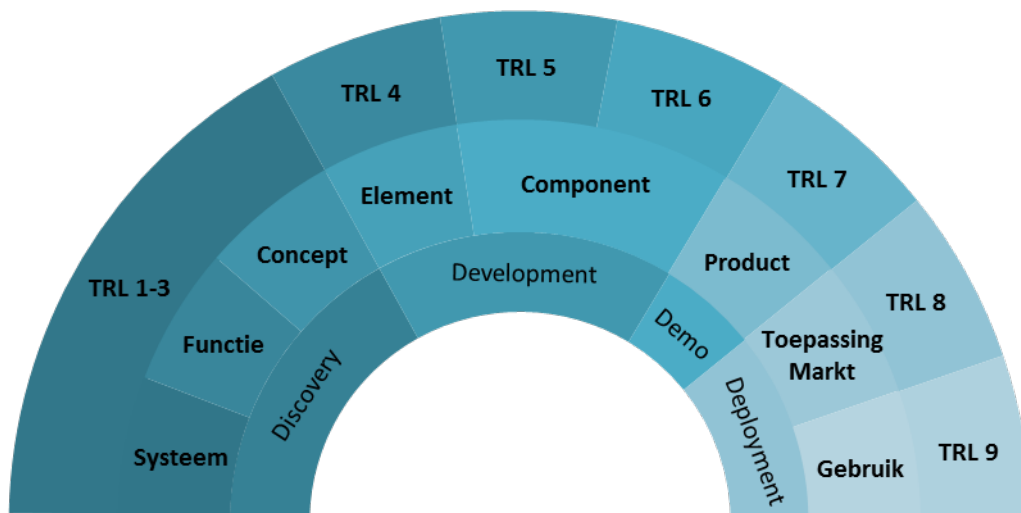 TRL 1-3
TRL 4
TRL 5
TRL 6
TRL 7
TRL 8
TRL 9
Systeem
Functie
Concept
Element
Component
Product
Toepassing
Markt
Gebruik
Discovery
Development
Demo
Deployment